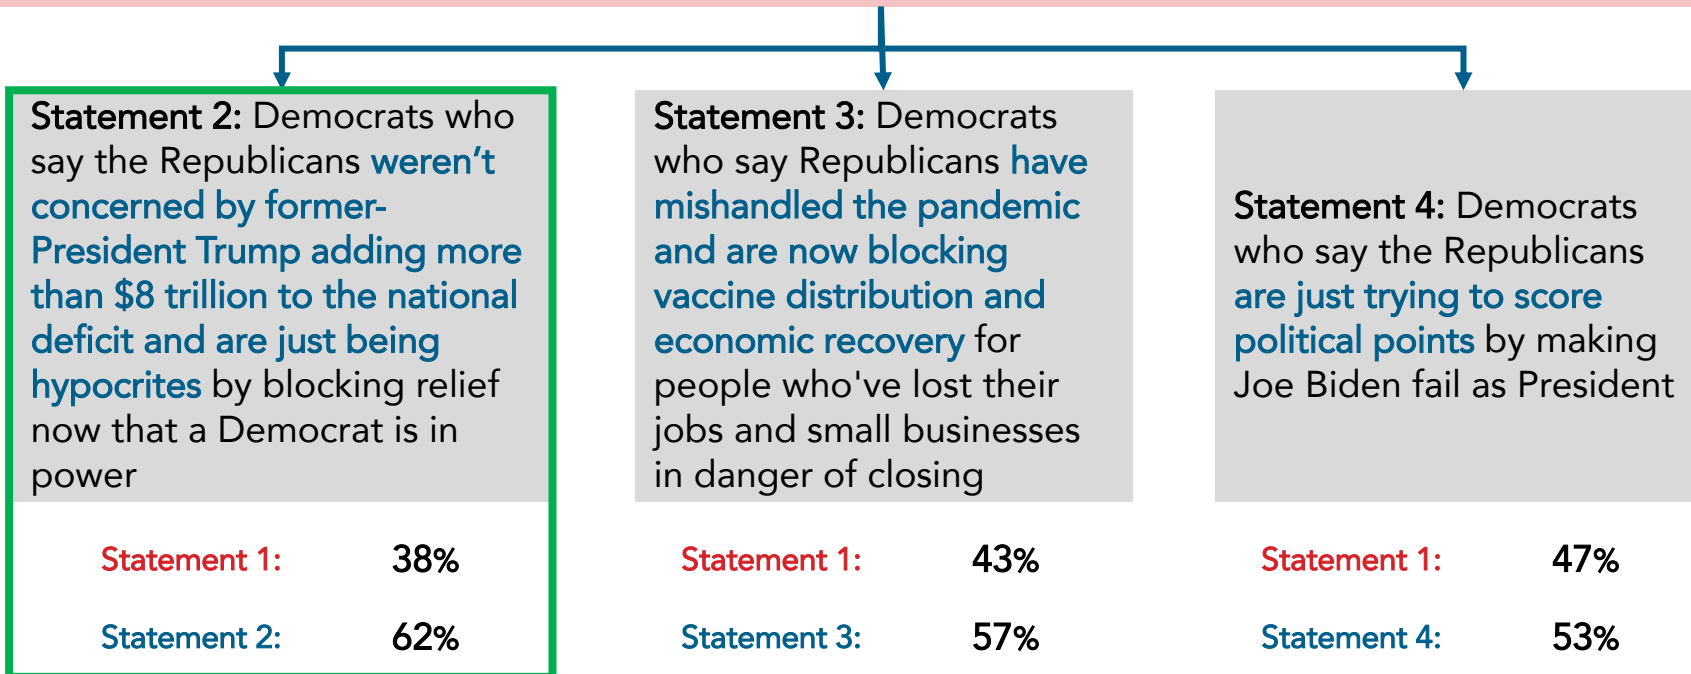 Statement 2: Democrats who
say the Republicans weren’t
concerned by former-
President Trump adding more
than $8 trillion to the national
deficit and are just being
hypocrites by blocking relief
now that a Democrat is in
power
Statement 1: 38%
Statement 2: 62%
Statement 3: Democrats
who say Republicans have
mishandled the pandemic
and are now blocking
vaccine distribution and
economic recovery for
people who've lost their
jobs and small businesses
in danger of closing
Statement 1: 43%
Statement 3: 57%
Statement 4: Democrats
who say the Republicans
are just trying to score
political points by making
Joe Biden fail as President
Statement 1: 47%
Statement 4: 53%